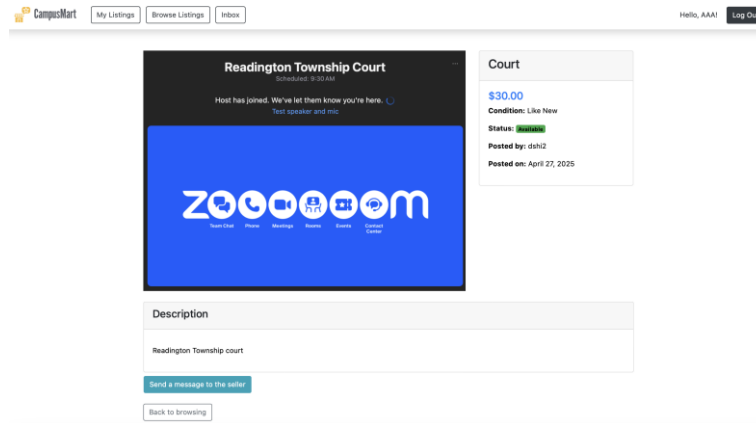 CampusMart
My Listings
Browse Listings
Inbox
Hello, AAA!
Log Ou
Readington Township Court
Scheduled: 9:30 AM
Host has joined. We've let them know you're here.
Test speaker and mic
zoooooom
Team Chat
Phone
Meetings
Rooms
Events
Contact Center
Court
$30.00
Condition: Like New
Status: Available
Posted by: dshi2
Posted on: April 27, 2025
Description
Readington Township court
Send a message to the seller
Back to browsing